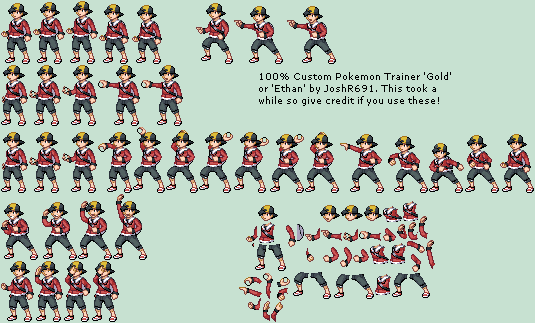 100% Custom Pokemon Trainer 'Gold'
or 'Ethan' by JoshR691. This took a
while so give credit if you use these!